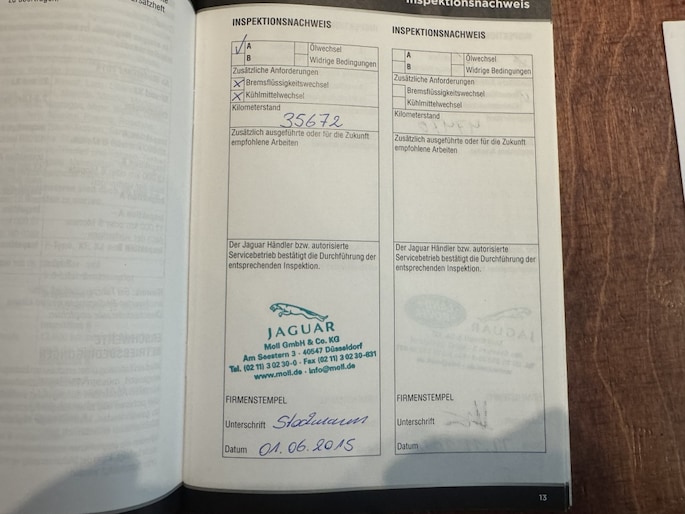 Inspektionsnachweis
INSPEKTIONSNACHWEIS
A
B
Ölwechsel
Widrige Bedingungen
Zusätzliche Anforderungen
Bremsflüssigkeitswechsel
Kühlmittelwechsel
Kilometerstand
35672
Zusätzlich ausgeführte oder für die Zukunft
empfohlene Arbeiten
Der Jaguar Händler bzw. autorisierte
Servicebetrieb bestätigt die Durchführung der
entsprechenden Inspektion.
JAGUAR
Moll GmbH & Co. KG
Am Seestern 3 - 40547 Düsseldorf
Tel. (02 11) 3 02 30-0 · Fax (02 11) 3 02 30-831
www.moll.de · info@moll.de
FIRMENSTEMPEL
Unterschrift
Datum 01.06.2015
INSPEKTIONSNACHWEIS
A
B
Ölwechsel
Widrige Bedingungen
Zusätzliche Anforderungen
Bremsflüssigkeitswechsel
Kühlmittelwechsel
Kilometerstand
Zusätzlich ausgeführte oder für die Zukunft
empfohlene Arbeiten
Der Jaguar Händler bzw. autorisierte
Servicebetrieb bestätigt die Durchführung der
entsprechenden Inspektion.
FIRMENSTEMPEL
Unterschrift
Datum
13